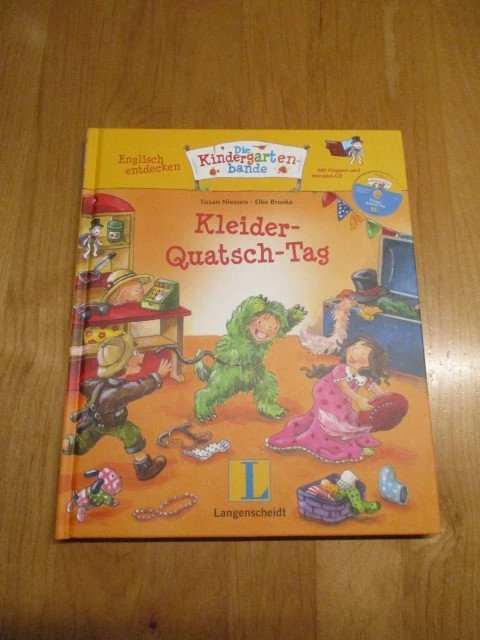 Englisch
entdecken
Die
Kindergarten-
bande
Mit Klappen und
Hörspiel-CD
Susan Niessen · Elke Broska
Kleider-
Quatsch-Tag
L
Langenscheidt